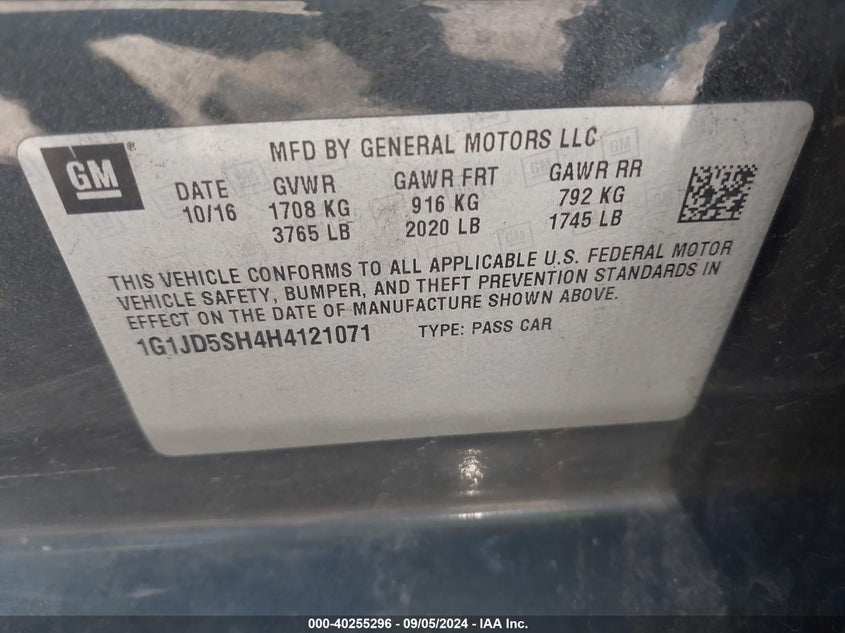 GM
MFD BY GENERAL MOTORS LLC
DATE GVWR GAWR FRT GAWR RR
10/16 1708 KG 916 KG 792 KG
3765 LB 2020 LB 1745 LB
THIS VEHICLE CONFORMS TO ALL APPLICABLE U.S. FEDERAL MOTOR
VEHICLE SAFETY, BUMPER, AND THEFT PREVENTION STANDARDS IN
EFFECT ON THE DATE OF MANUFACTURE SHOWN ABOVE.
1G1JD5SH4H4121071 TYPE: PASS CAR
000-40255296 - 09/05/2024 - IAA Inc.